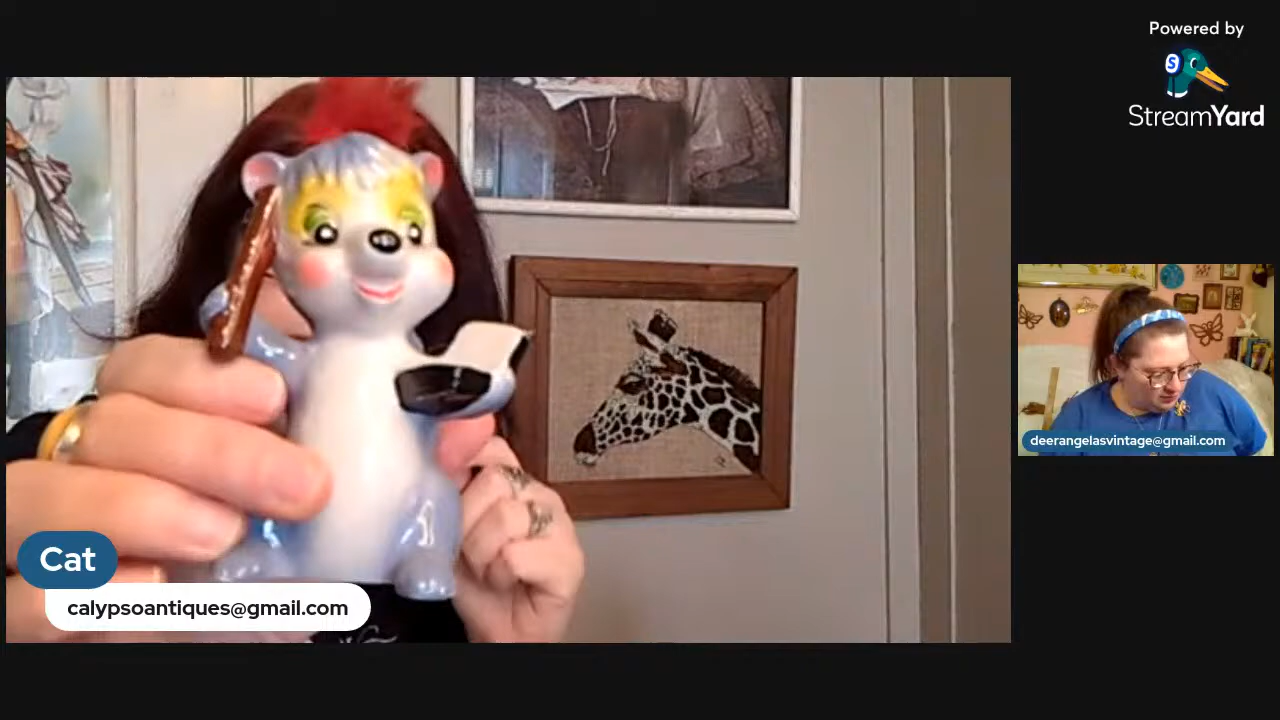 Powered by
StreamYard
deerangelasvintage@gmail.com
Cat
calypsoantiques@gmail.com